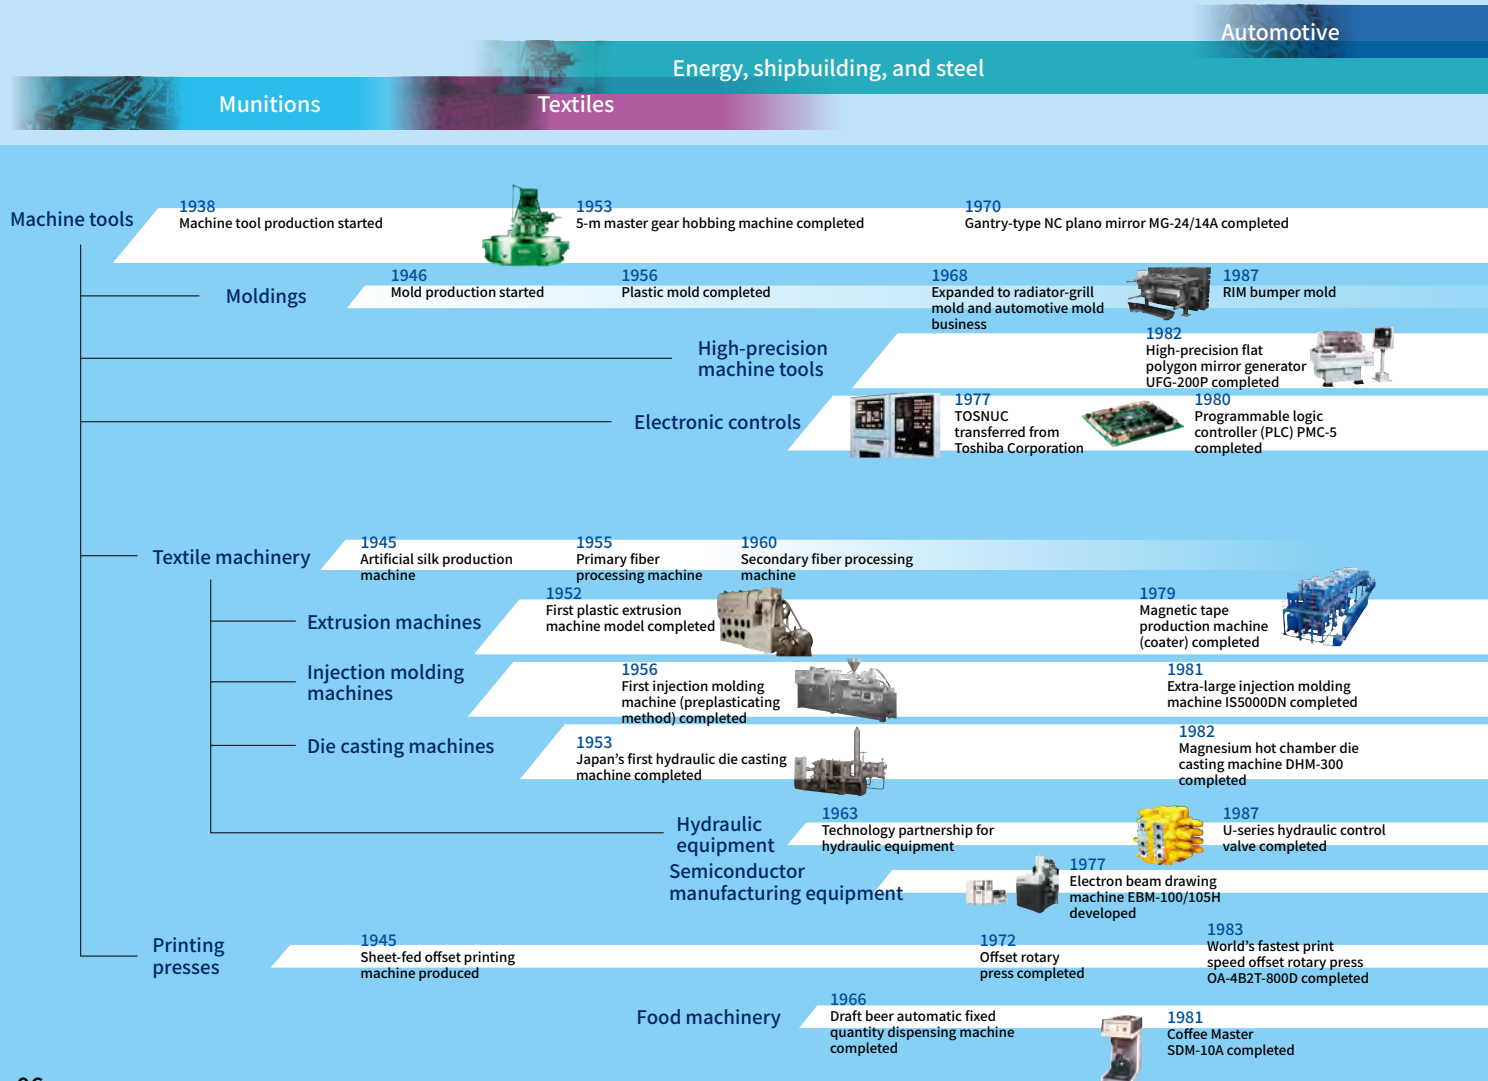 Automotive
Energy, shipbuilding, and steel
Munitions
Textiles
Machine tools
1938
Machine tool production started
1953
5-m master gear hobbing machine completed
1970
Gantry-type NC plano mirror MG-24/14A completed
Moldings
1946
Mold production started
1956
Plastic mold completed
1968
Expanded to radiator-grill
mold and automotive mold
business
1987
RIM bumper mold
High-precision
machine tools
1982
High-precision flat
polygon mirror generator
UFG-200P completed
Electronic controls
1977
TOSNUC
transferred from
Toshiba Corporation
1980
Programmable logic
controller (PLC) PMC-5
completed
Textile machinery
1945
Artificial silk production
machine
1955
Primary fiber
processing machine
1960
Secondary fiber processing
machine
Extrusion machines
1952
First plastic extrusion
machine model completed
1979
Magnetic tape
production machine
(coater) completed
Injection molding
machines
1956
First injection molding
machine (preplasticating
method) completed
1981
Extra-large injection molding
machine IS5000DN completed
Die casting machines
1953
Japan's first hydraulic die casting
machine completed
1982
Magnesium hot chamber die
casting machine DHM-300
completed
Hydraulic
equipment
1963
Technology partnership for
hydraulic equipment
1987
U-series hydraulic control
valve completed
Semiconductor
manufacturing equipment
1977
Electron beam drawing
machine EBM-100/105H
developed
Printing
presses
1945
Sheet-fed offset printing
machine produced
1972
Offset rotary
press completed
1983
World's fastest print
speed offset rotary press
OA-4B2T-800D completed
Food machinery
1966
Draft beer automatic fixed
quantity dispensing machine
completed
1981
Coffee Master
SDM-10A completed